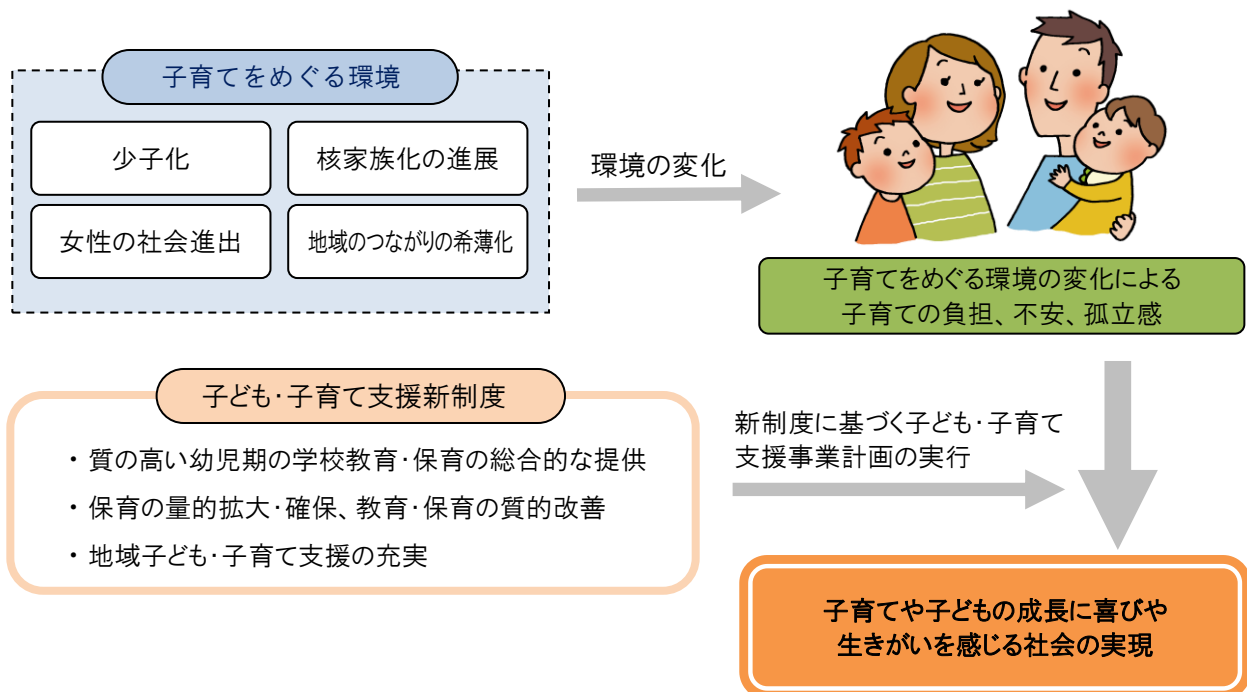 子育てをめぐる環境
少子化
核家族化の進展
女性の社会進出
地域のつながりの希薄化
環境の変化
子育てをめぐる環境の変化による
子育ての負担、不安、孤立感
子ども・子育て支援新制度
・ 質の高い幼児期の学校教育・保育の総合的な提供
・ 保育の量的拡大・確保、教育・保育の質的改善
・ 地域子ども・子育て支援の充実
新制度に基づく子ども・子育て
支援事業計画の実行
子育てや子どもの成長に喜びや
生きがいを感じる社会の実現